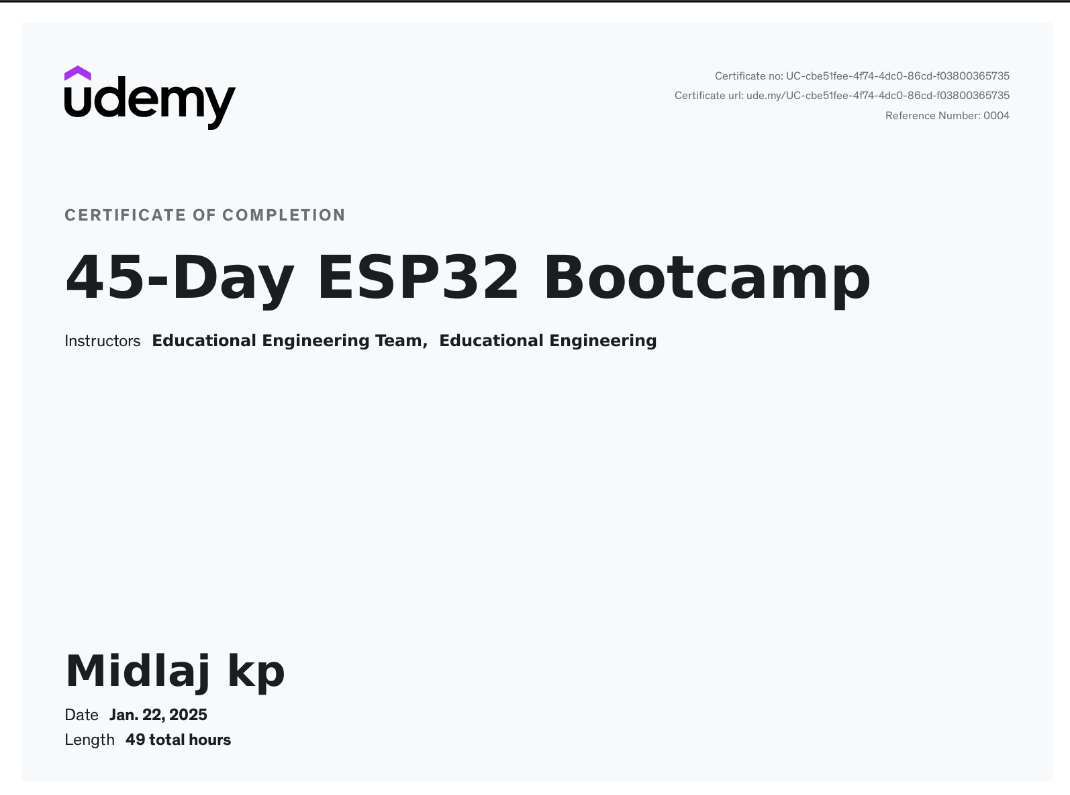 udemy
Certificate no: UC-cbe51fee-4f74-4dc0-86cd-f03800365735
Certificate url: ude.my/UC-cbe51fee-4f74-4dc0-86cd-f03800365735
Reference Number: 0004
CERTIFICATE OF COMPLETION
45-Day ESP32 Bootcamp
Instructors Educational Engineering Team, Educational Engineering
Midlaj kp
Date Jan. 22, 2025
Length 49 total hours